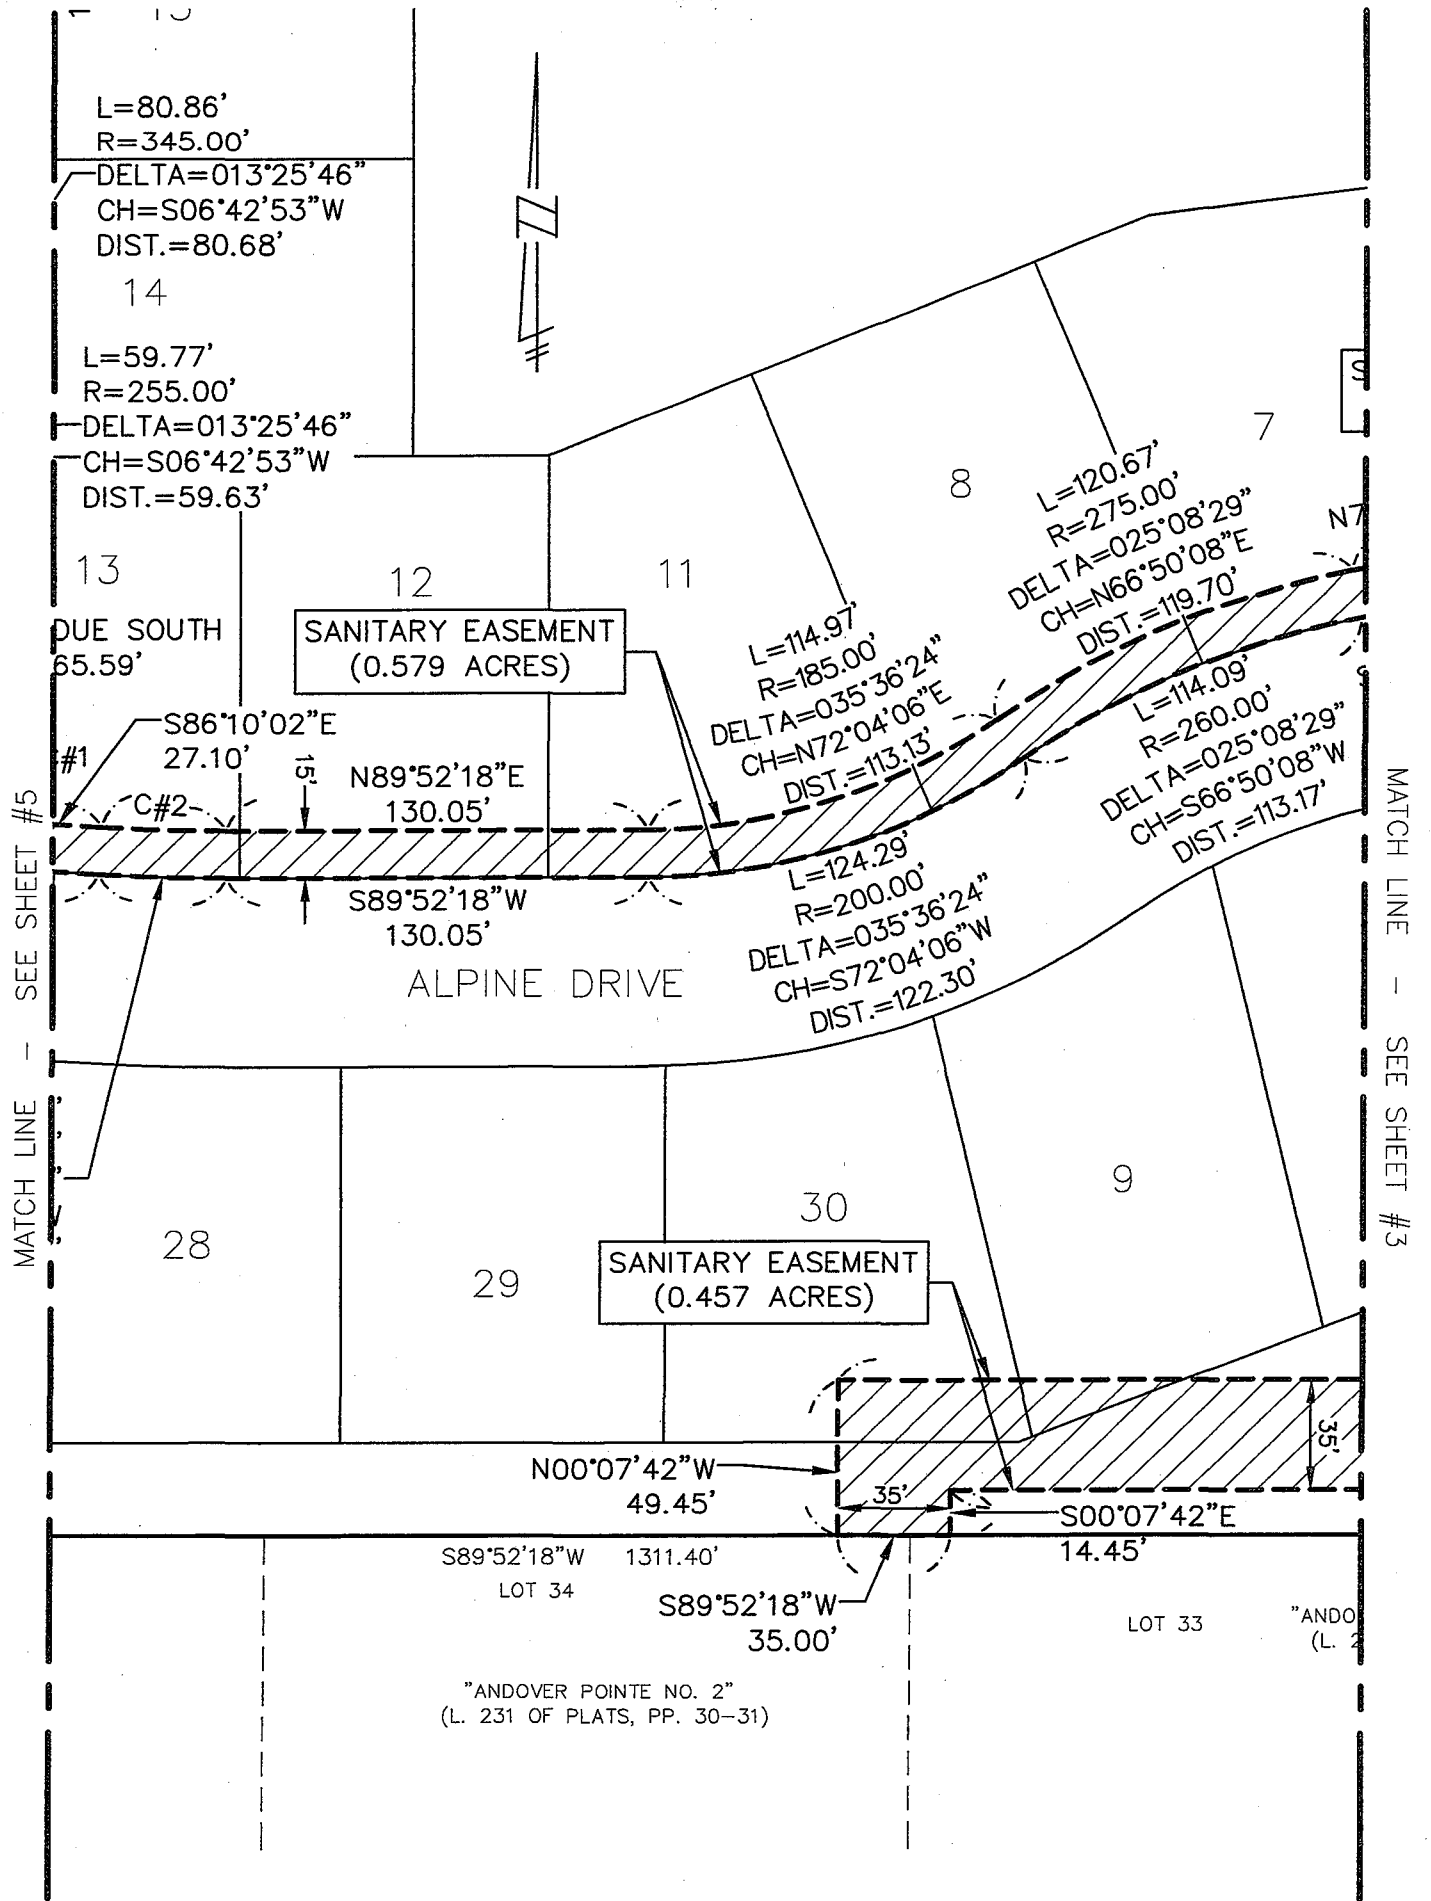 L=80.86'
R=345.00'
DELTA=013°25'46"
CH=S06°42'53"W
DIST.=80.68'
14
L=59.77'
R=255.00'
DELTA=013°25'46"
CH=S06°42'53"W
DIST.=59.63'
13
12
11
8
7
DUE SOUTH
65.59'
SANITARY EASEMENT
(0.579 ACRES)
L=114.97'
R=185.00'
DELTA=035°36'24"
CH=N72°04'06"E
DIST.=113.13'
L=120.67'
R=275.00'
DELTA=025°08'29"
CH=N66°50'08"E
DIST.=119.70'
N7
S
S86°10'02"E
27.10'
#1
C#2
15'
N89°52'18"E
130.05'
S89°52'18"W
130.05'
L=124.29'
R=200.00'
DELTA=035°36'24"
CH=S72°04'06"W
DIST.=122.30'
L=114.09'
R=260.00'
DELTA=025°08'29"
CH=S66°50'08"W
DIST.=113.17'
ALPINE DRIVE
MATCH LINE - SEE SHEET #5
MATCH LINE - SEE SHEET #3
28
29
30
9
SANITARY EASEMENT
(0.457 ACRES)
N00°07'42"W
49.45'
35'
35'
S00°07'42"E
14.45'
S89°52'18"W 1311.40'
LOT 34
S89°52'18"W
35.00'
LOT 33
"ANDO
(L. 2
"ANDOVER POINTE NO. 2"
(L. 231 OF PLATS, PP. 30-31)